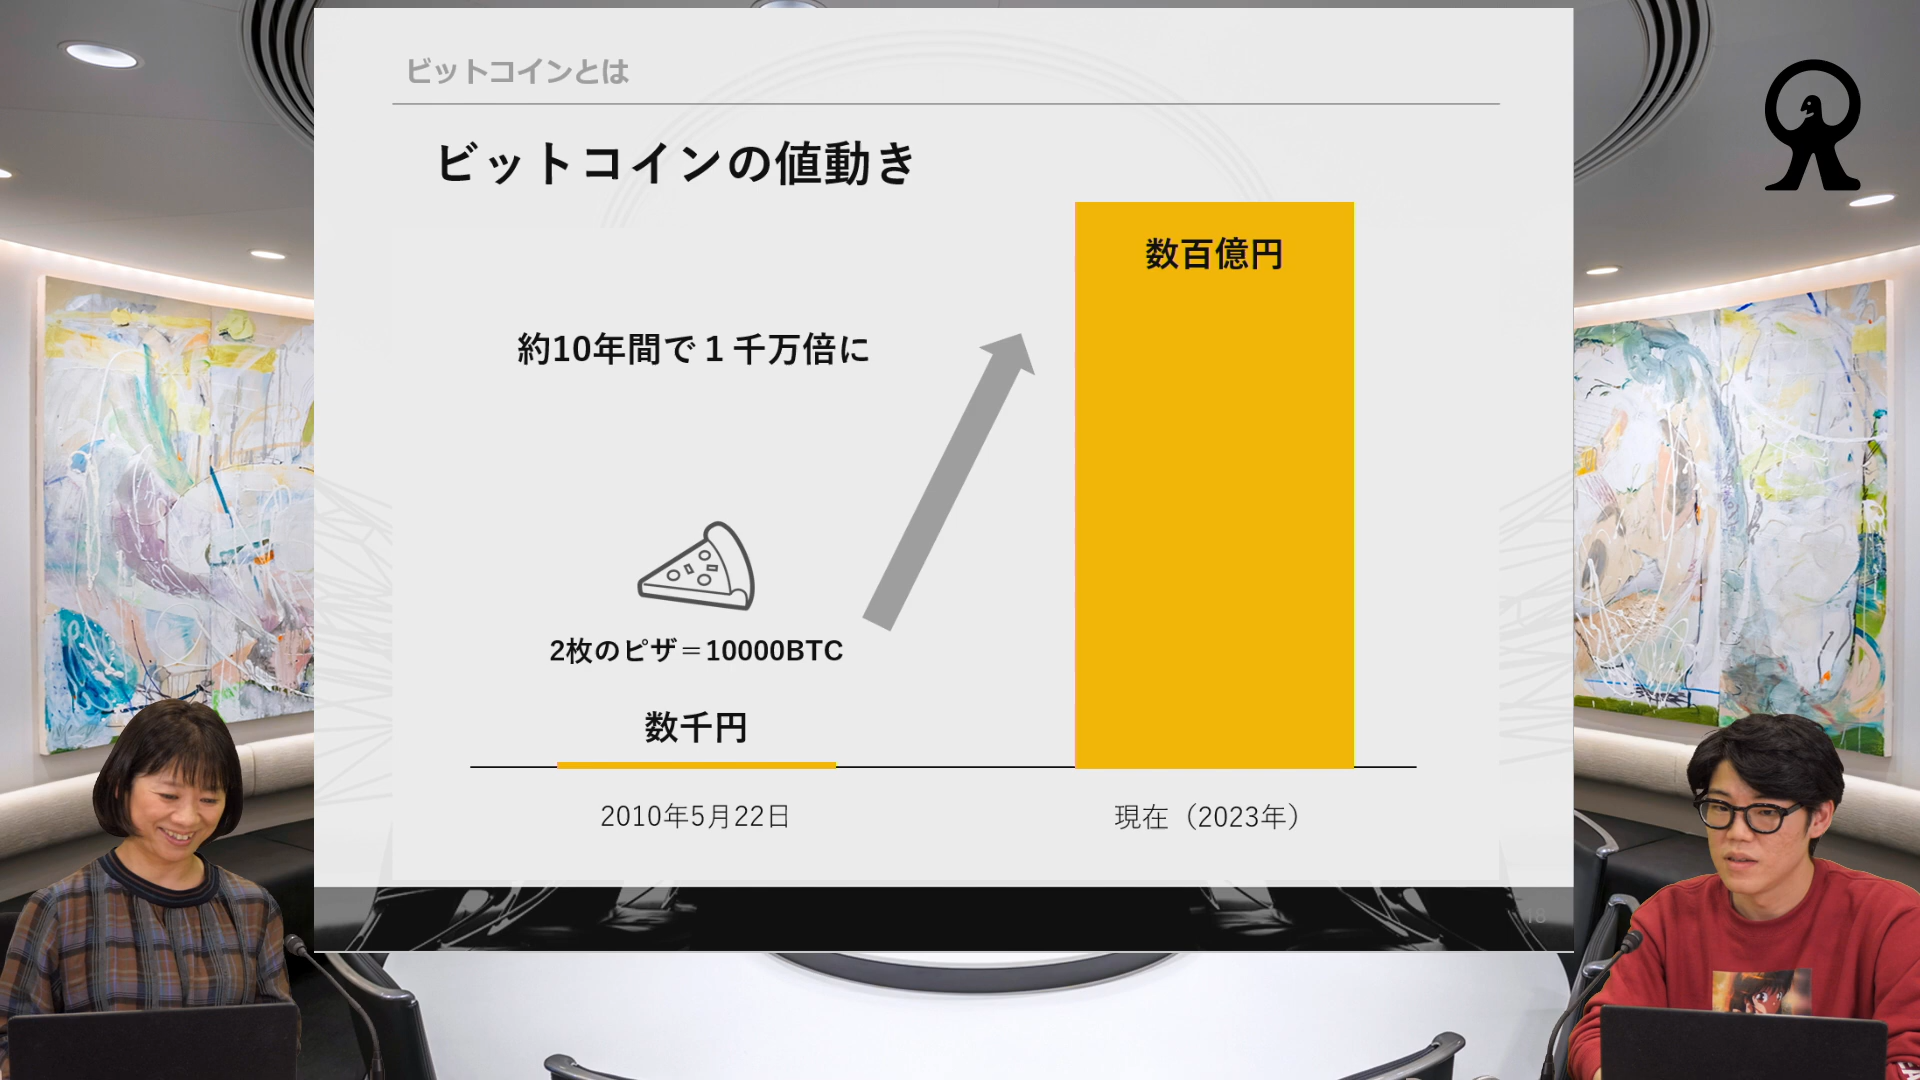 ビットコインとは
ビットコインの値動き
数百億円
約10年間で１千万倍に
2枚のピザ＝10000BTC
数千円
2010年5月22日
現在（2023年）
18